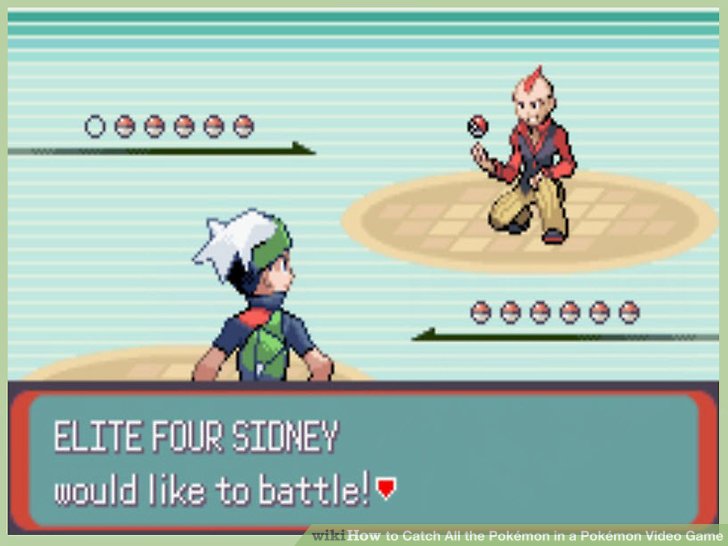 ELITE FOUR SIDNEY
would like to battle!
wikiHow to Catch All the Pokémon in a Pokémon Video Game